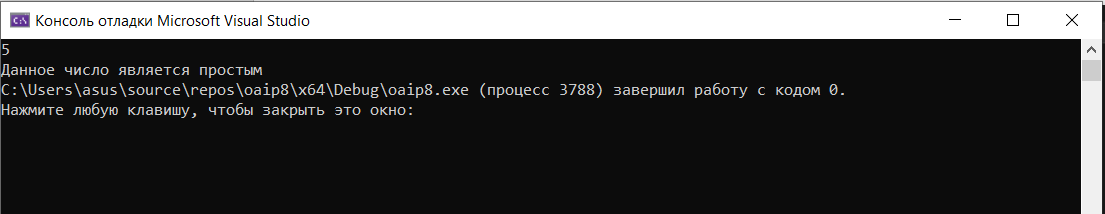 Консоль отладки Microsoft Visual Studio
5
Данное число является простым
C:\Users\asus\source\repos\oaip8\x64\Debug\oaip8.exe (процесс 3788) завершил работу с кодом 0.
Нажмите любую клавишу, чтобы закрыть это окно: